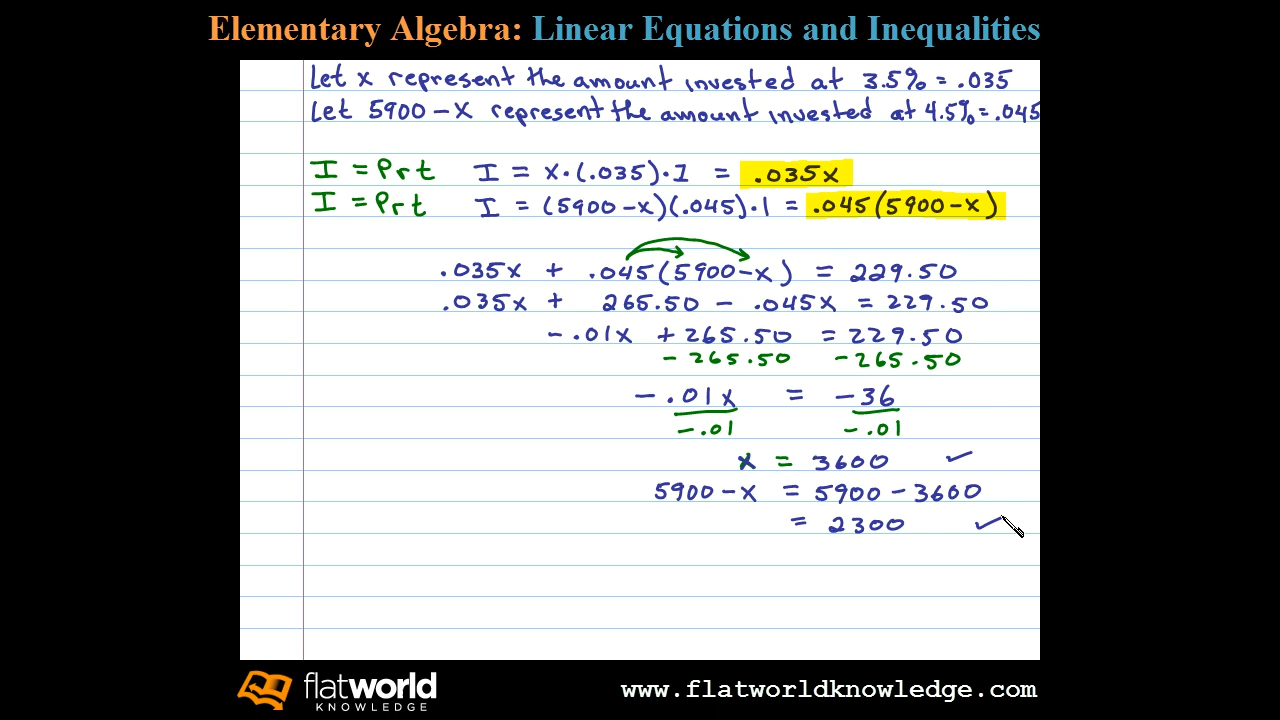 Elementary Algebra: Linear Equations and Inequalities
Let x represent the amount invested at 3.5% = .035
Let 5900 - x represent the amount invested at 4.5% = .045
I = Prt I = x · (.035) · 1 = .035x
I = Prt I = (5900 - x)(.045) · 1 = .045(5900 - x)
.035x + .045(5900 - x) = 229.50
.035x + 265.50 - .045x = 229.50
- .01x + 265.50 = 229.50
- 265.50 - 265.50
- .01x = - 36
- .01 - .01
x = 3600 ✓
5900 - x = 5900 - 3600
= 2300 ✓
flatworld
KNOWLEDGE
www.flatworldknowledge.com